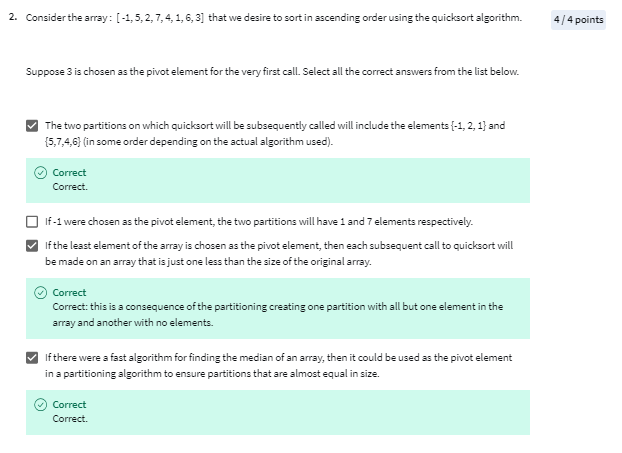 2. Consider the array: [-1, 5, 2, 7, 4, 1, 6, 3] that we desire to sort in ascending order using the quicksort algorithm. 4 / 4 points
Suppose 3 is chosen as the pivot element for the very first call. Select all the correct answers from the list below.
The two partitions on which quicksort will be subsequently called will include the elements {-1, 2, 1} and
{5,7,4,6} (in some order depending on the actual algorithm used).
Correct
Correct.
If -1 were chosen as the pivot element, the two partitions will have 1 and 7 elements respectively.
If the least element of the array is chosen as the pivot element, then each subsequent call to quicksort will
be made on an array that is just one less than the size of the original array.
Correct
Correct: this is a consequence of the partitioning creating one partition with all but one element in the
array and another with no elements.
If there were a fast algorithm for finding the median of an array, then it could be used as the pivot element
in a partitioning algorithm to ensure partitions that are almost equal in size.
Correct
Correct.